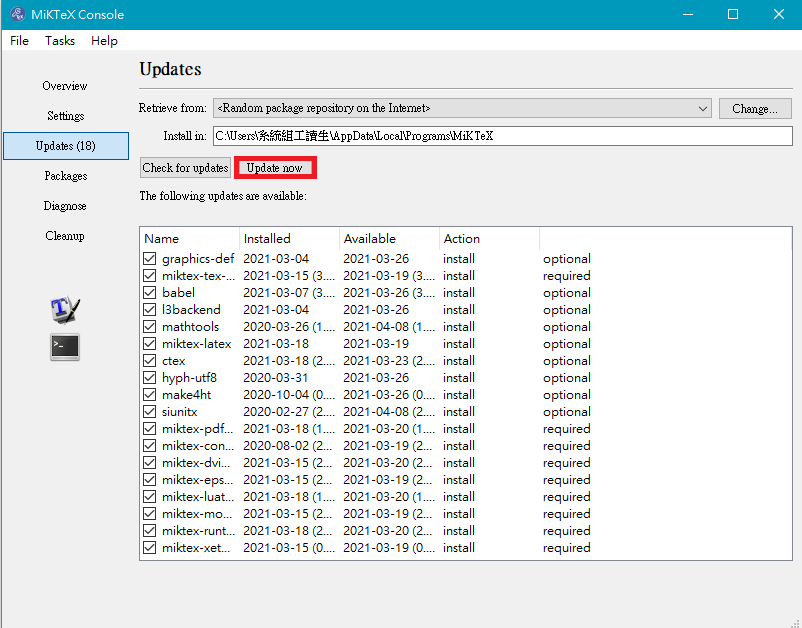 MiKTeX Console
File Tasks Help
Overview
Settings
Updates (18)
Packages
Diagnose
Cleanup
Updates
Retrieve from: <Random package repository on the Internet> Change...
Install in: C:\Users\系統組工讀生\AppData\Local\Programs\MiKTeX
Check for updates Update now
The following updates are available:
Name Installed Available Action
graphics-def 2021-03-04 2021-03-26 install optional
miktex-tex-... 2021-03-15 (3.... 2021-03-19 (3.... install required
babel 2021-03-07 (3.... 2021-03-26 (3.... install optional
l3backend 2021-03-04 2021-03-26 install optional
mathtools 2020-03-26 (1.... 2021-04-08 (1.... install optional
miktex-latex 2021-03-18 2021-03-19 install optional
ctex 2021-03-18 (2.... 2021-03-23 (2.... install optional
hyph-utf8 2020-03-31 2021-03-26 install optional
make4ht 2020-10-04 (0.... 2021-03-26 (0.... install optional
siunitx 2020-02-27 (2.... 2021-04-08 (2.... install optional
miktex-pdf... 2021-03-18 (1.... 2021-03-20 (1.... install required
miktex-con... 2020-08-02 (2... 2021-03-19 (2... install required
miktex-dvi... 2021-03-15 (2... 2021-03-20 (2... install required
miktex-eps... 2021-03-15 (2... 2021-03-19 (2... install required
miktex-luat... 2021-03-18 (1.... 2021-03-20 (1.... install required
miktex-mo... 2021-03-15 (2... 2021-03-19 (2... install required
miktex-runt... 2021-03-18 (2... 2021-03-20 (2... install required
miktex-xet... 2021-03-15 (0.... 2021-03-19 (0.... install required